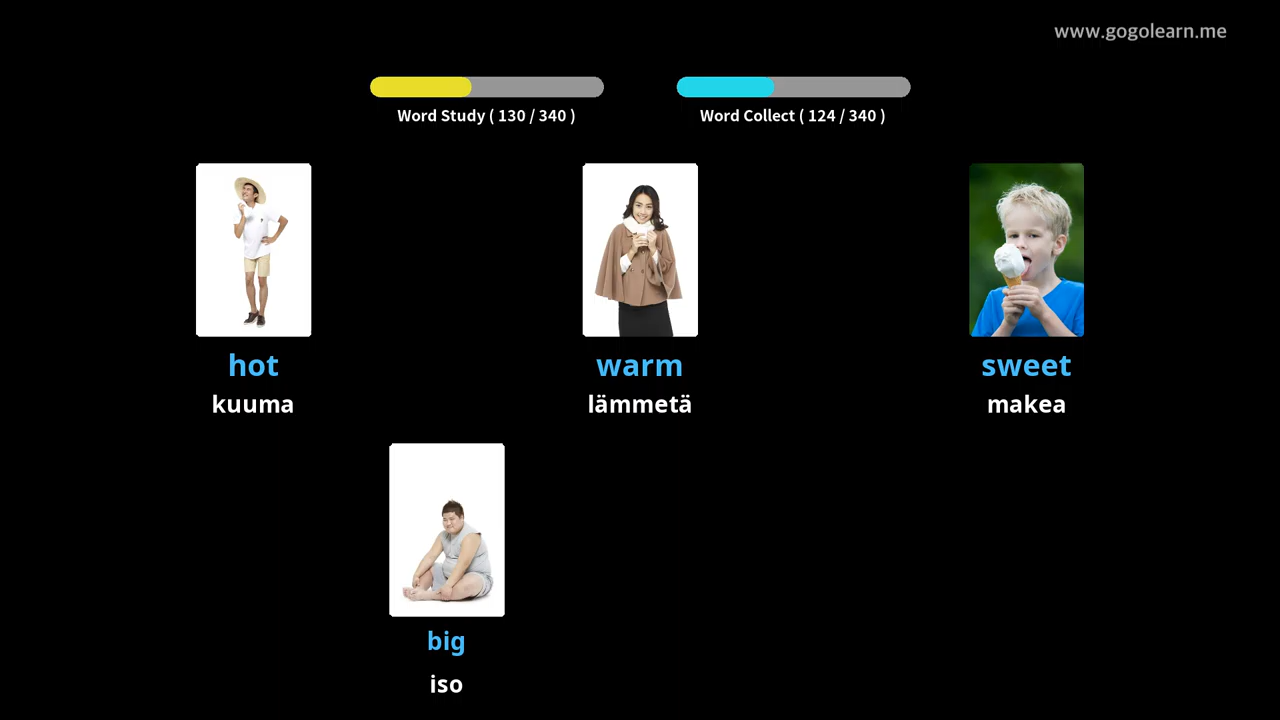 www.gogolearn.me
Word Study ( 130 / 340 )
Word Collect ( 124 / 340 )
hot
warm
sweet
kuuma
lämmetä
makea
big
iso